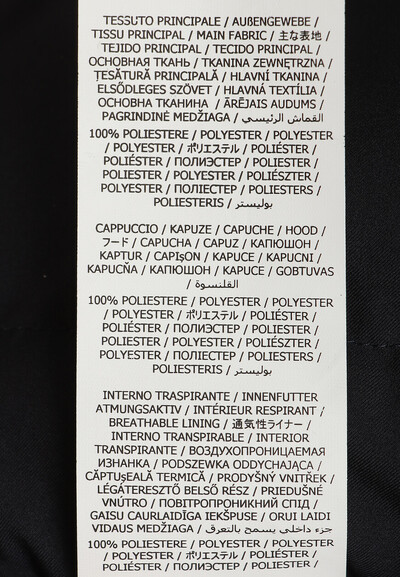 TESSUTO PRINCIPALE / AUßENGEWEBE /
TISSU PRINCIPAL / MAIN FABRIC / 主な表地 /
TEJIDO PRINCIPAL / TECIDO PRINCIPAL /
ОСНОВНАЯ ТКАНЬ / TKANINA ZEWNĘTRZNA /
ȚESĂTURĂ PRINCIPALĂ / HLAVNÍ TKANINA /
ELSŐDLEGES SZÖVET / HLAVNÁ TEXTÍLIA /
ОСНОВНА ТКАНИНА / ĀRĒJAIS AUDUMS /
PAGRINDINĖ MEDŽIAGA / القماش الرئيسي /
100% POLIESTERE / POLYESTER / POLYESTER
/ POLYESTER / ポリエステル / POLIÉSTER /
POLIÉSTER / ПОЛИЭСТЕР / POLIESTER /
POLIESTER / POLYESTER / POLIÉSZTER /
POLYESTER / ПОЛІЕСТЕР / POLIESTERS /
POLIESTERIS / بوليستر /
CAPPUCCIO / KAPUZE / CAPUCHE / HOOD /
フード / CAPUCHA / CAPUZ / КАПЮШОН /
KAPTUR / CAPIşON / KAPUCE / KAPUCNI /
KAPUCŇA / КАПЮШОН / KAPUCE / GOBTUVAS
/ القلنسوة /
100% POLIESTERE / POLYESTER / POLYESTER
/ POLYESTER / ポリエステル / POLIÉSTER /
POLIÉSTER / ПОЛИЭСТЕР / POLIESTER /
POLIESTER / POLYESTER / POLIÉSZTER /
POLYESTER / ПОЛІЕСТЕР / POLIESTERS /
POLIESTERIS / بوليستر /
INTERNO TRASPIRANTE / INNENFUTTER
ATMUNGSAKTIV / INTÉRIEUR RESPIRANT /
BREATHABLE LINING / 通気性ライナー /
INTERNO TRANSPIRABLE / INTERIOR
TRANSPIRANTE / ВОЗДУХОПРОНИЦАЕМАЯ
ИЗНАНКА / PODSZEWKA ODDYCHAJĄCA /
CĂPTUşEALĂ TERMICĂ / PRODYŠNÝ VNITŘEK /
LÉGÁTERESZTŐ BELSŐ RÉSZ / PRIEDUŠNÉ
VNÚTRO / ПОВІТРОПРОНИКНИЙ СПІД /
GAISU CAURLAIDĪGA IEKŠPUSE / ORUI LAIDI
VIDAUS MEDŽIAGA / جزء داخلي يسمح بالتعرق /
100% POLIESTERE / POLYESTER / POLYESTER
/ POLYESTER / ポリエステル / POLIÉSTER /
POLIÉSTER / ПОЛИЭСТЕР / POLIESTER /